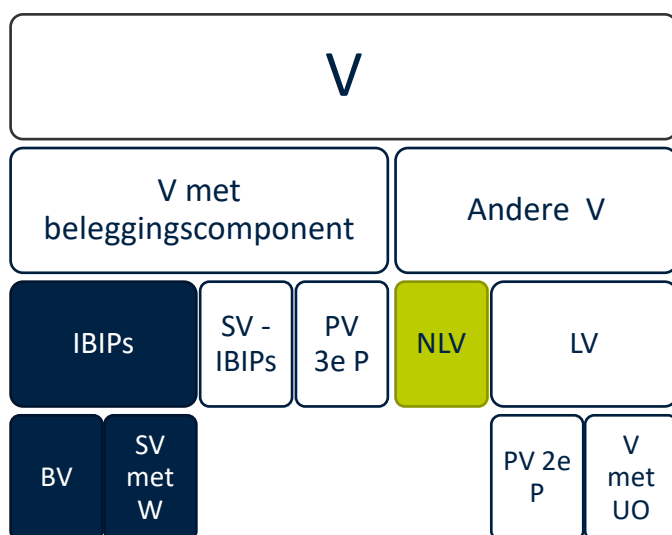 V
V met
beleggingscomponent
Andere V
IBIPs
SV -
IBIPs
PV
3e P
NLV
LV
BV
SV
met
W
PV 2e
P
V
met
UO